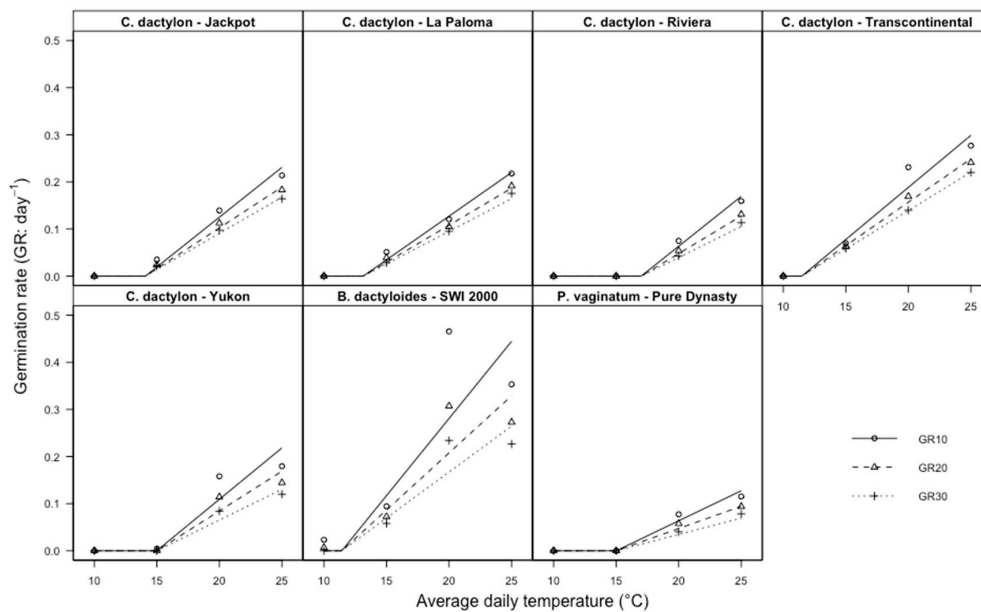 C. dactylon - Jackpot C. dactylon - La Paloma C. dactylon - Riviera C. dactylon - Transcontinental
0.5
0.4
0.3
0.2
0.1
0.0
10 15 20 25
C. dactylon - Yukon B. dactyloides - SWI 2000 P. vaginatum - Pure Dynasty
0.5
0.4
0.3
0.2
0.1
0.0
10 15 20 25 10 15 20 25 10 15 20 25
Germination rate (GR: day⁻¹)
Average daily temperature (°C)
GR10
GR20
GR30